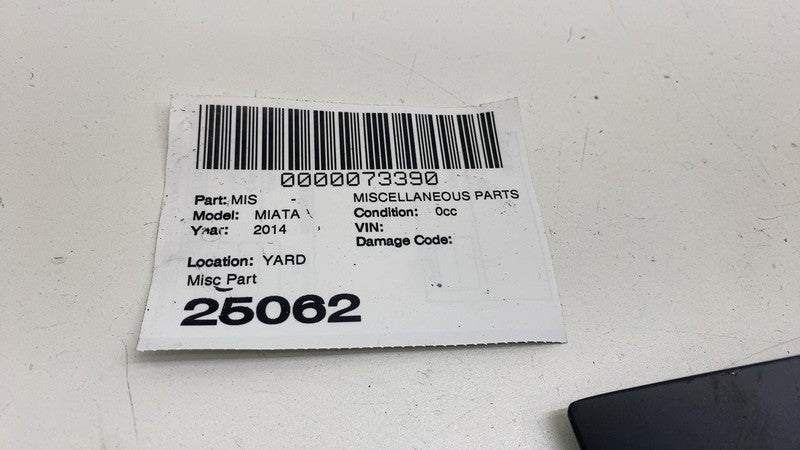 0000073390
Part: MIS - MISCELLANEOUS PARTS
Model: MIATA Condition: 0cc
Year: 2014 VIN:
Damage Code:
Location: YARD
Misc Part
25062